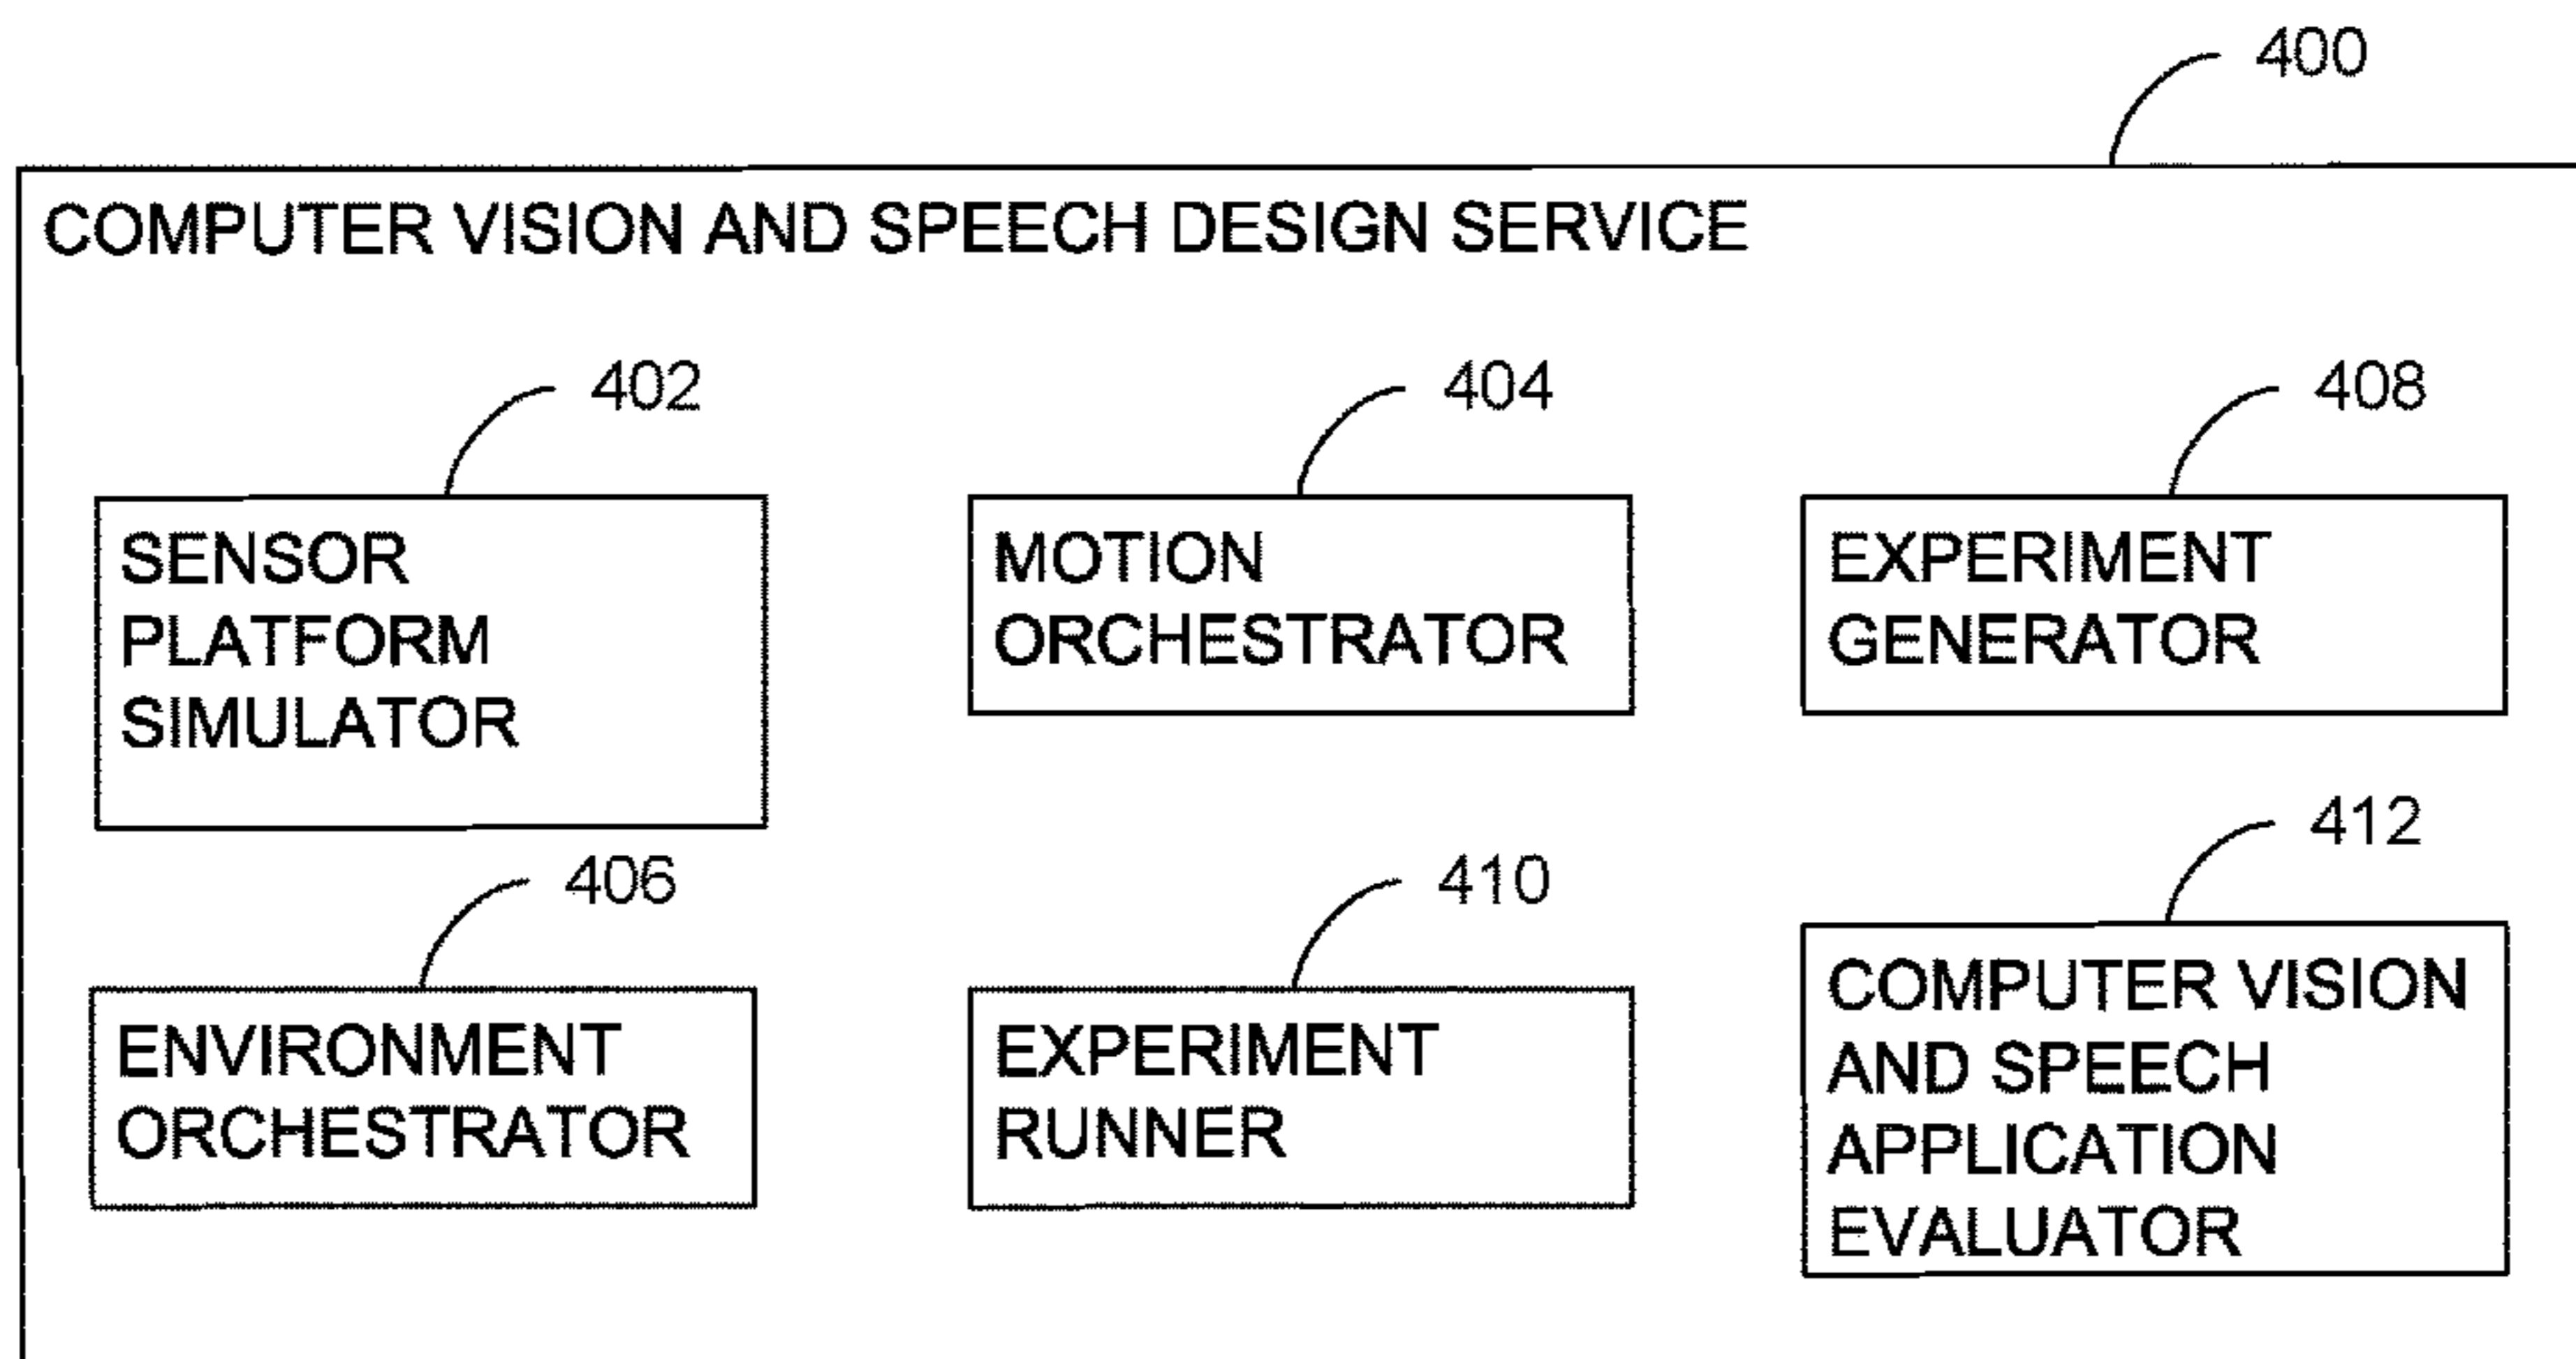 400
COMPUTER VISION AND SPEECH DESIGN SERVICE
402
SENSOR
PLATFORM
SIMULATOR
404
MOTION
ORCHESTRATOR
408
EXPERIMENT
GENERATOR
406
ENVIRONMENT
ORCHESTRATOR
410
EXPERIMENT
RUNNER
412
COMPUTER VISION
AND SPEECH
APPLICATION
EVALUATOR